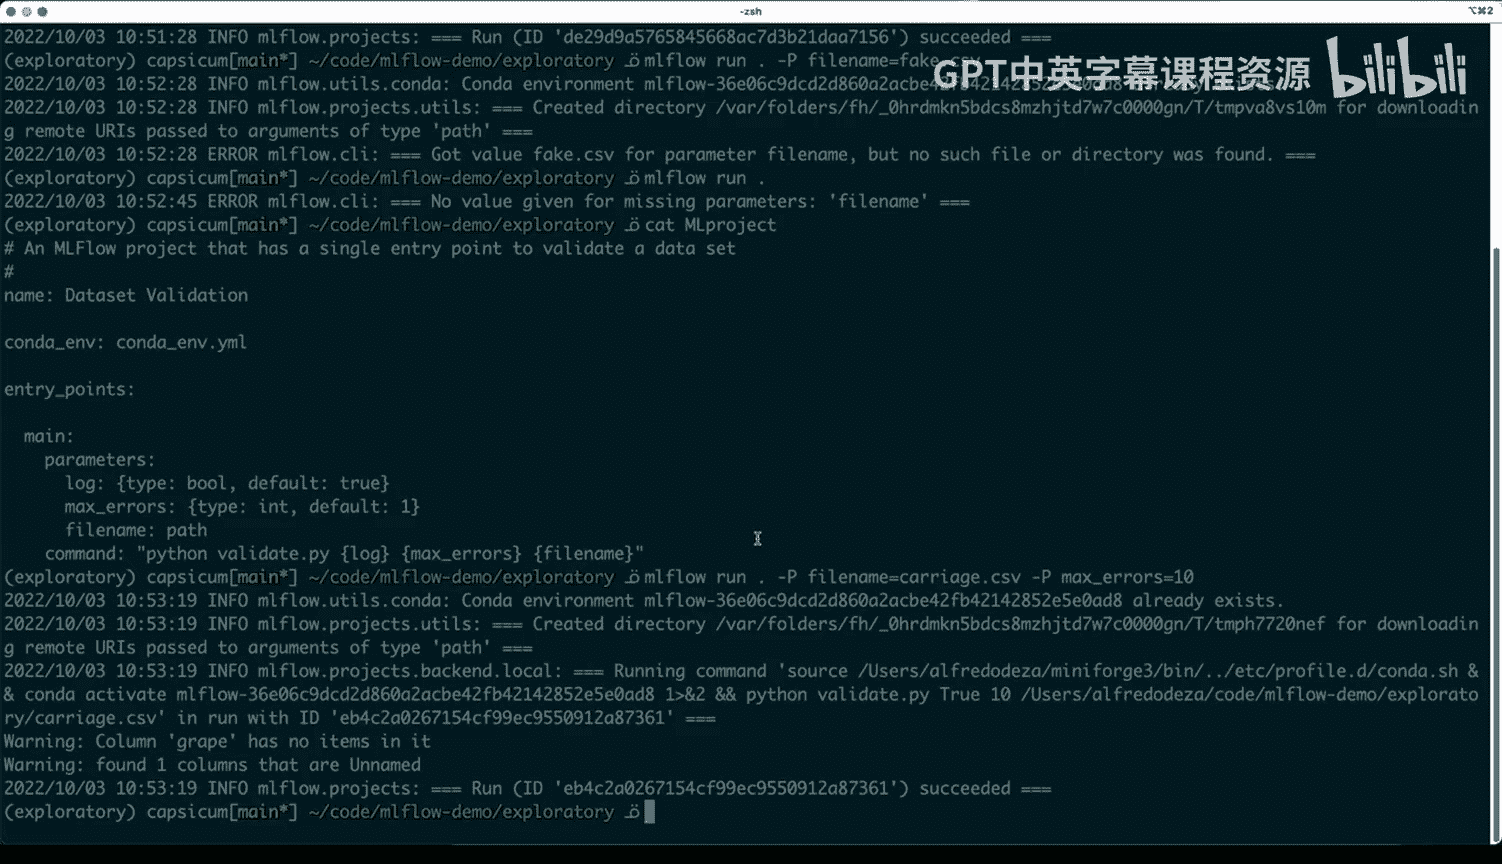 -zsh
⌥⌘2
2022/10/03 10:51:28 INFO mlflow.projects: === Run (ID 'de29d9a5765845668ac7d3b21daa7156') succeeded ===
(exploratory) capsicum[main*] ~/code/mlflow-demo/exploratory ö mlflow run . -P filename=fake.csv
GPT中英字幕课程资源 bilibili
2022/10/03 10:52:28 INFO mlflow.utils.conda: Conda environment mlflow-36e06c9dcd2d860a2acbe42fb42142852e5e0ad8 already exists.
2022/10/03 10:52:28 INFO mlflow.projects.utils: === Created directory /var/folders/fh/_0hrdmkn5bdcs8mzhjtd7w7c0000gn/T/tmpva8vs10m for downloadin
g remote URIs passed to arguments of type 'path' ===
2022/10/03 10:52:28 ERROR mlflow.cli: === Got value fake.csv for parameter filename, but no such file or directory was found. ===
(exploratory) capsicum[main*] ~/code/mlflow-demo/exploratory ö mlflow run .
2022/10/03 10:52:45 ERROR mlflow.cli: === No value given for missing parameters: 'filename' ===
(exploratory) capsicum[main*] ~/code/mlflow-demo/exploratory ö cat MLproject
# An MLFlow project that has a single entry point to validate a data set
#
name: Dataset Validation
conda_env: conda_env.yml
entry_points:
main:
parameters:
log: {type: bool, default: true}
max_errors: {type: int, default: 1}
filename: path
command: "python validate.py {log} {max_errors} {filename}"
(exploratory) capsicum[main*] ~/code/mlflow-demo/exploratory ö mlflow run . -P filename=carriage.csv -P max_errors=10
2022/10/03 10:53:19 INFO mlflow.utils.conda: Conda environment mlflow-36e06c9dcd2d860a2acbe42fb42142852e5e0ad8 already exists.
2022/10/03 10:53:19 INFO mlflow.projects.utils: === Created directory /var/folders/fh/_0hrdmkn5bdcs8mzhjtd7w7c0000gn/T/tmph7720nef for downloadin
g remote URIs passed to arguments of type 'path' ===
2022/10/03 10:53:19 INFO mlflow.projects.backend.local: === Running command 'source /Users/alfredodeza/miniforge3/bin/../etc/profile.d/conda.sh &
& conda activate mlflow-36e06c9dcd2d860a2acbe42fb42142852e5e0ad8 1>&2 && python validate.py True 10 /Users/alfredodeza/code/mlflow-demo/explorato
ry/carriage.csv' in run with ID 'eb4c2a0267154cf99ec9550912a87361' ===
Warning: Column 'grape' has no items in it
Warning: found 1 columns that are Unnamed
2022/10/03 10:53:19 INFO mlflow.projects: === Run (ID 'eb4c2a0267154cf99ec9550912a87361') succeeded ===
(exploratory) capsicum[main*] ~/code/mlflow-demo/exploratory ö